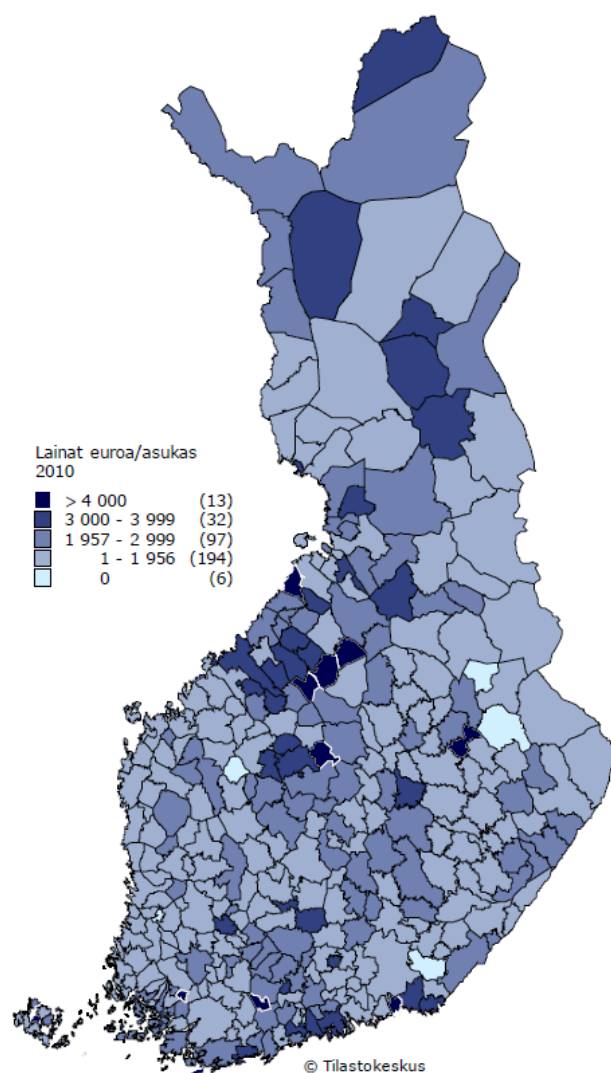 Lainat euroa/asukas
2010
> 4 000 (13)
3 000 - 3 999 (32)
1 957 - 2 999 (97)
1 - 1 956 (194)
0 (6)
© Tilastokeskus